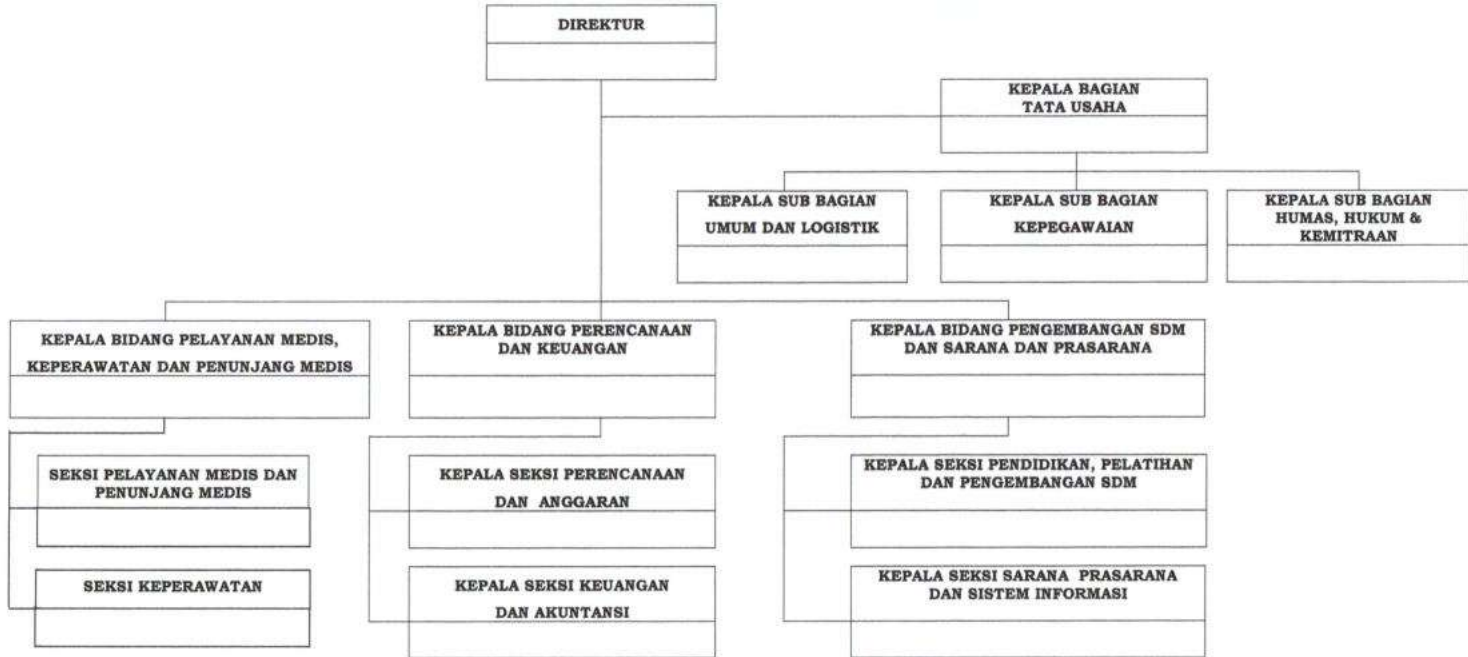 DIREKTUR
KEPALA BAGIAN
TATA USAHA
KEPALA SUB BAGIAN
UMUM DAN LOGISTIK
KEPALA SUB BAGIAN
KEPEGAWAIAN
KEPALA SUB BAGIAN
HUMAS, HUKUM &
KEMITRAAN
KEPALA BIDANG PELAYANAN MEDIS,
KEPERAWATAN DAN PENUNJANG MEDIS
KEPALA BIDANG PERENCANAAN
DAN KEUANGAN
KEPALA BIDANG PENGEMBANGAN SDM
DAN SARANA DAN PRASARANA
SEKSI PELAYANAN MEDIS DAN
PENUNJANG MEDIS
KEPALA SEKSI PERENCANAAN
DAN ANGGARAN
KEPALA SEKSI PENDIDIKAN, PELATIHAN
DAN PENGEMBANGAN SDM
SEKSI KEPERAWATAN
KEPALA SEKSI KEUANGAN
DAN AKUNTANSI
KEPALA SEKSI SARANA PRASARANA
DAN SISTEM INFORMASI